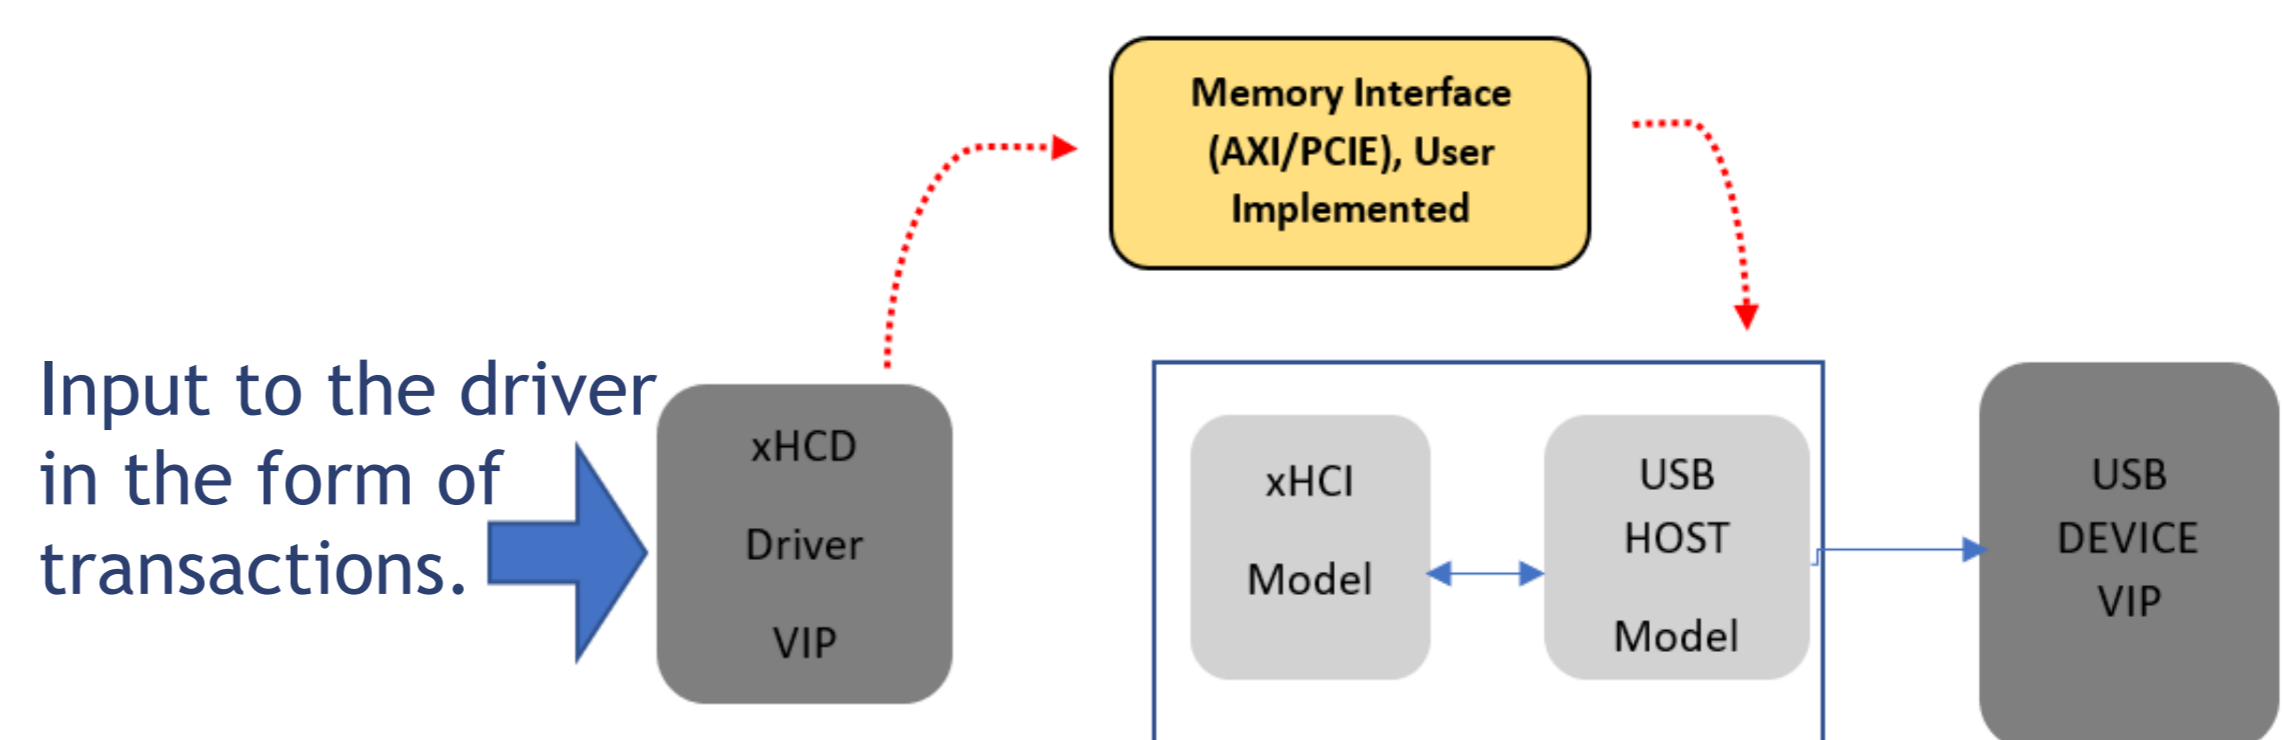 Memory Interface
(AXI/PCIE), User
Implemented
Input to the driver
in the form of
transactions.
xHCD
Driver
VIP
xHCI
Model
USB
HOST
Model
USB
DEVICE
VIP